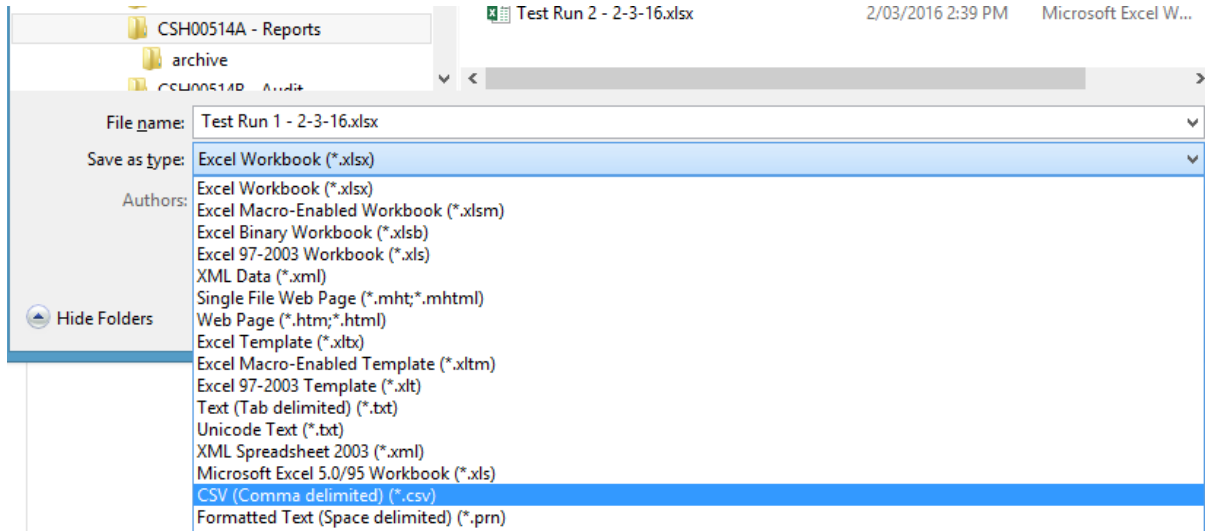 CSH00514A - Reports
archive
CSH00514B - Audit
Test Run 2 - 2-3-16.xlsx 2/03/2016 2:39 PM Microsoft Excel W...
File name: Test Run 1 - 2-3-16.xlsx
Save as type: Excel Workbook (*.xlsx)
Authors:
Excel Workbook (*.xlsx)
Excel Macro-Enabled Workbook (*.xlsm)
Excel Binary Workbook (*.xlsb)
Excel 97-2003 Workbook (*.xls)
XML Data (*.xml)
Single File Web Page (*.mht;*.mhtml)
Web Page (*.htm;*.html)
Excel Template (*.xltx)
Excel Macro-Enabled Template (*.xltm)
Excel 97-2003 Template (*.xlt)
Text (Tab delimited) (*.txt)
Unicode Text (*.txt)
XML Spreadsheet 2003 (*.xml)
Microsoft Excel 5.0/95 Workbook (*.xls)
CSV (Comma delimited) (*.csv)
Formatted Text (Space delimited) (*.prn)
Hide Folders